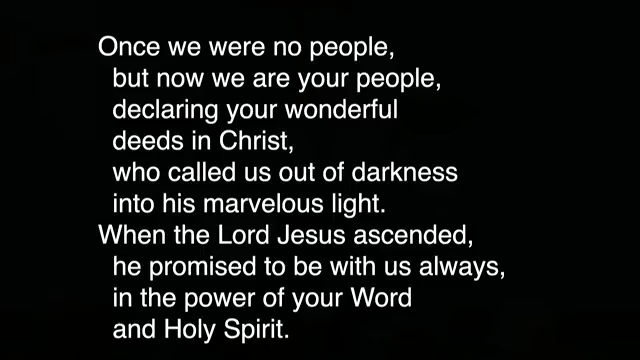 Once we were no people,
but now we are your people,
declaring your wonderful
deeds in Christ,
who called us out of darkness
into his marvelous light.
When the Lord Jesus ascended,
he promised to be with us always,
in the power of your Word
and Holy Spirit.